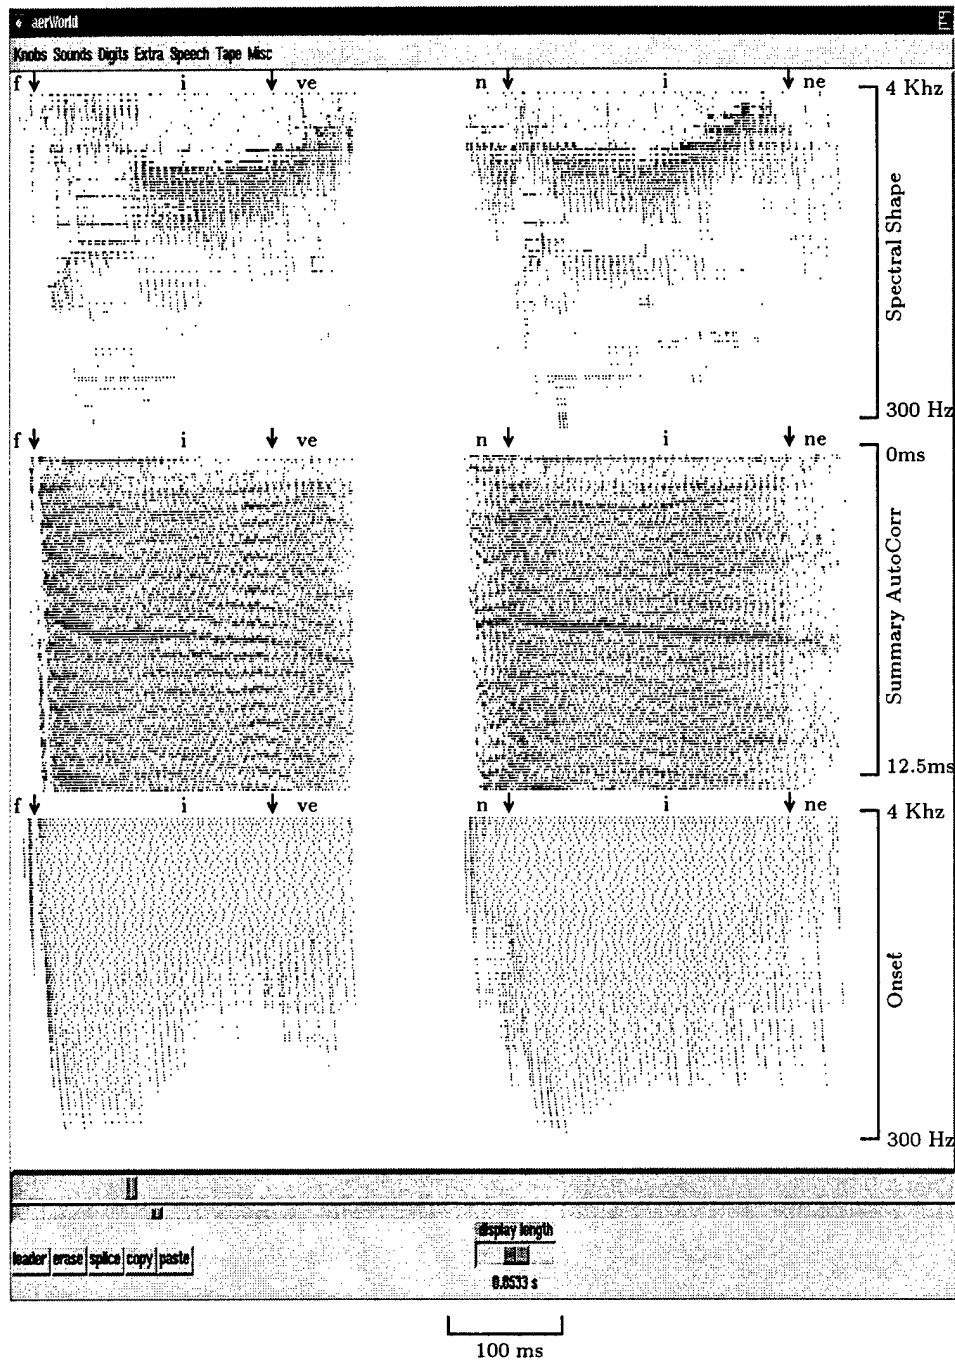 aerWorld
Knobs Sounds Digits Extra Speech Tape Misc
f i ve n i ne 4 Khz
Spectral Shape
300 Hz
f i ve n i ne 0ms
Summary AutoCorr
12.5ms
f i ve n i ne 4 Khz
Onset
300 Hz
display length
leader erase splice copy paste
0.8533 s
100 ms